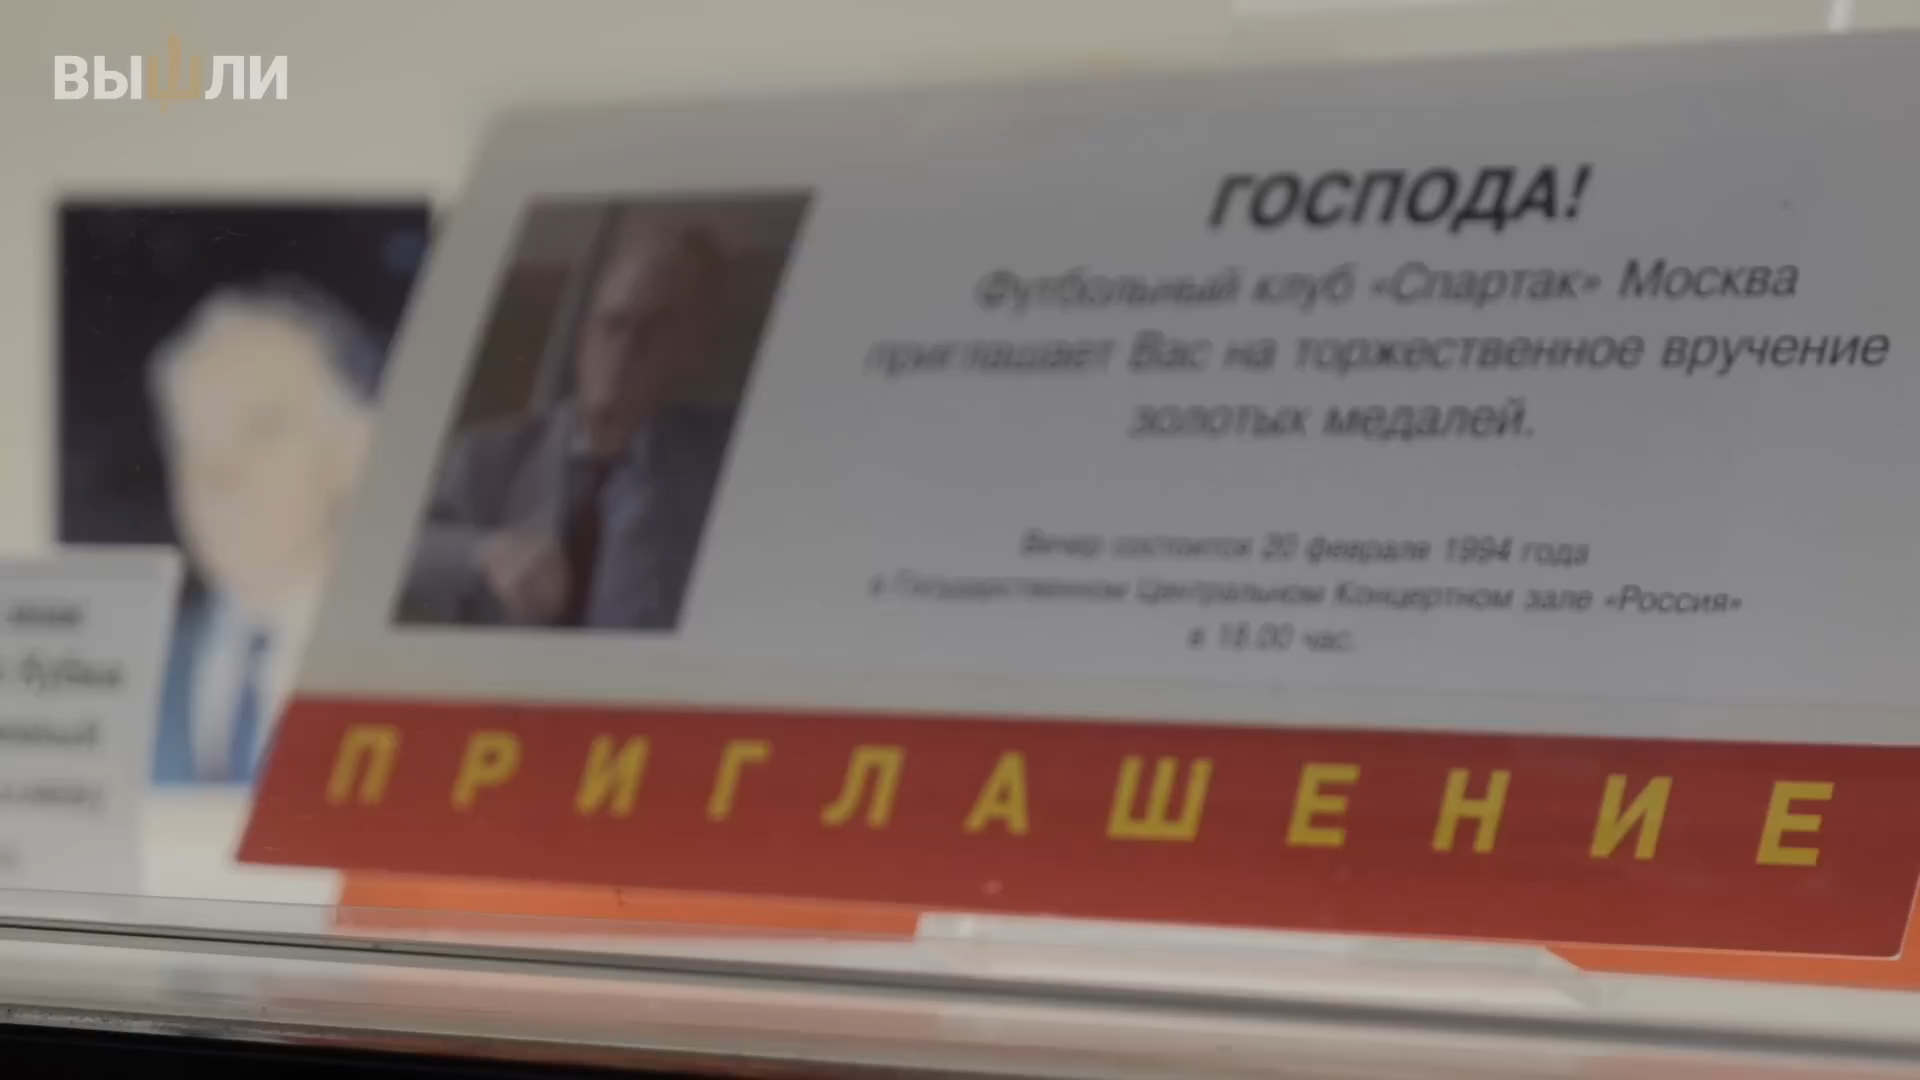 ВЫШЛИ
ГОСПОДА!
Футбольный клуб «Спартак» Москва
приглашает Вас на торжественное вручение
золотых медалей.
Вечер состоится 20 февраля 1994 года
в Государственном Центральном Концертном зале «Россия»
в 18.00 час.
ПРИГЛАШЕНИЕ